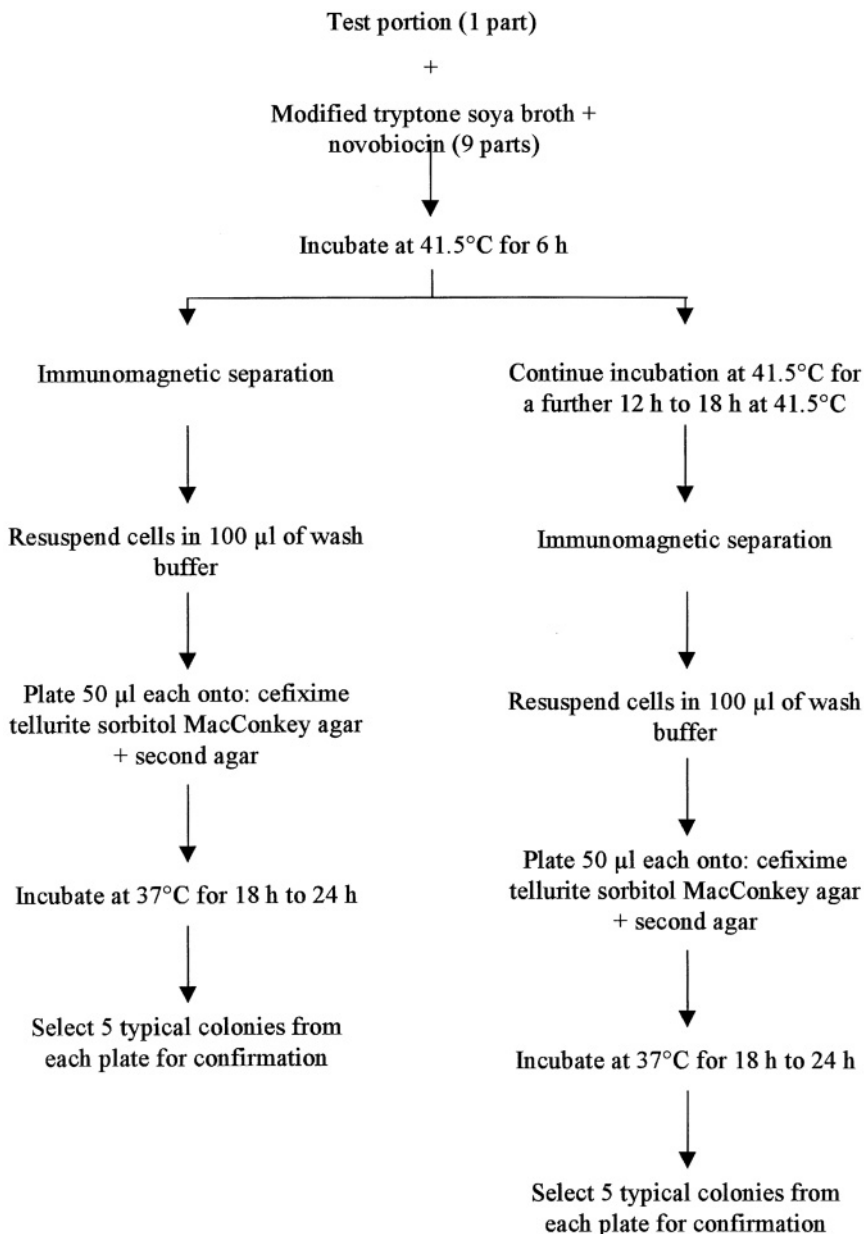 Test portion (1 part)
+
Modified tryptone soya broth +
novobiocin (9 parts)
Incubate at 41.5°C for 6 h
Immunomagnetic separation
Resuspend cells in 100 µl of wash
buffer
Plate 50 µl each onto: cefixime
tellurite sorbitol MacConkey agar
+ second agar
Incubate at 37°C for 18 h to 24 h
Select 5 typical colonies from
each plate for confirmation
Continue incubation at 41.5°C for
a further 12 h to 18 h at 41.5°C
Immunomagnetic separation
Resuspend cells in 100 µl of wash
buffer
Plate 50 µl each onto: cefixime
tellurite sorbitol MacConkey agar
+ second agar
Incubate at 37°C for 18 h to 24 h
Select 5 typical colonies from
each plate for confirmation